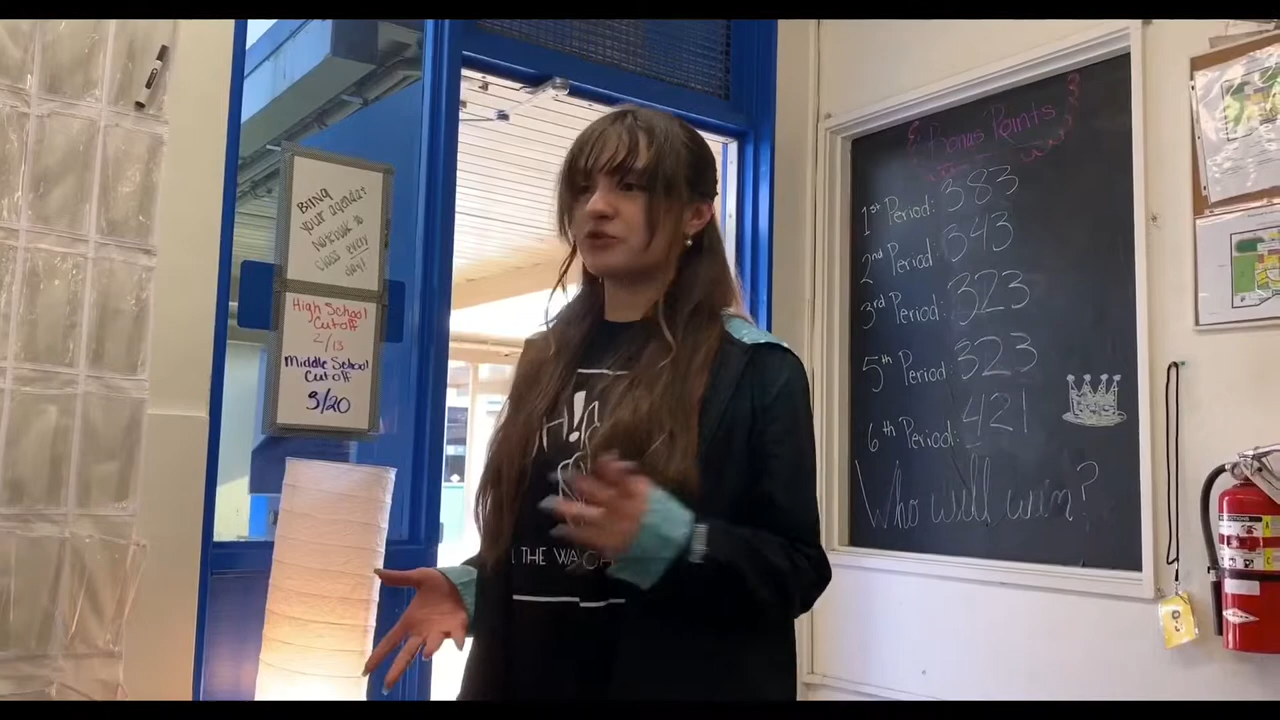 Bring
your agenda +
notebook to
class every
day!
High School
Cutoff
2/13
Middle School
Cutoff
3/20
H!
THE WA
Bonus Points
1st Period: 383
2nd Period: 343
3rd Period: 323
5th Period: 323
6th Period: 421
Who will win?